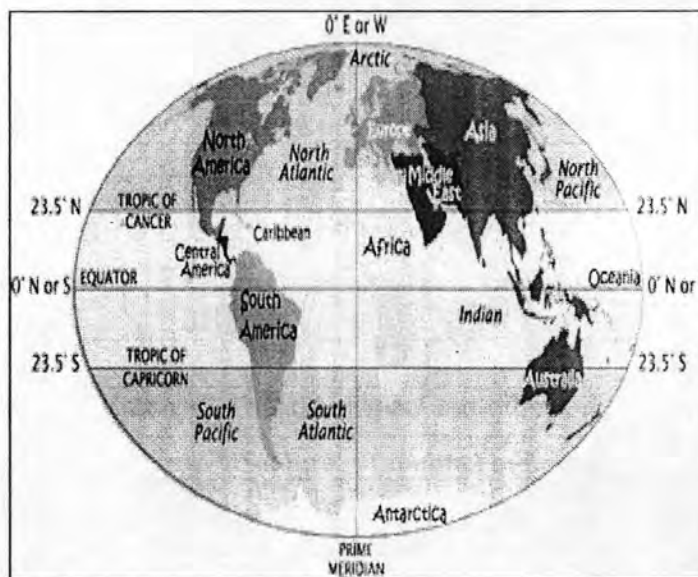 0° E or W
Arctic
Europe
Asia
North
America
North
Atlantic
Middle
East
North
Pacific
23.5° N
TROPIC OF
CANCER
23.5° N
Caribbean
Africa
Central
America
EQUATOR
Oceania
0° N or S
0° N or
South
America
Indian
23.5° S
TROPIC OF
CAPRICORN
23.5° S
Australia
South
Pacific
South
Atlantic
Antarctica
PRIME
MERIDIAN